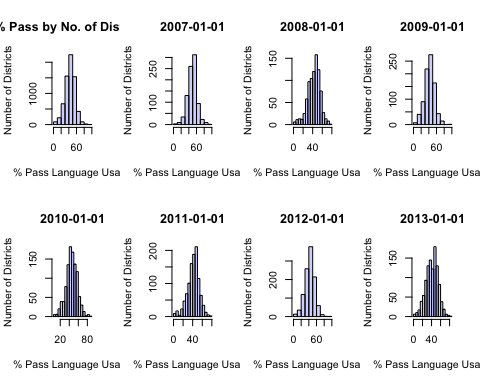 % Pass by No. of Dis
2007-01-01
2008-01-01
2009-01-01
Number of Districts
0 1000
0 60
% Pass Language Usa
Number of Districts
0 100 250
0 60
% Pass Language Usa
Number of Districts
0 50 150
0 40
% Pass Language Usa
Number of Districts
0 100 250
0 60
% Pass Language Usa
2010-01-01
2011-01-01
2012-01-01
2013-01-01
Number of Districts
0 50 150
20 80
% Pass Language Usa
Number of Districts
0 100 200
0 40
% Pass Language Usa
Number of Districts
0 200
0 60
% Pass Language Usa
Number of Districts
0 50 150
0 40
% Pass Language Usa